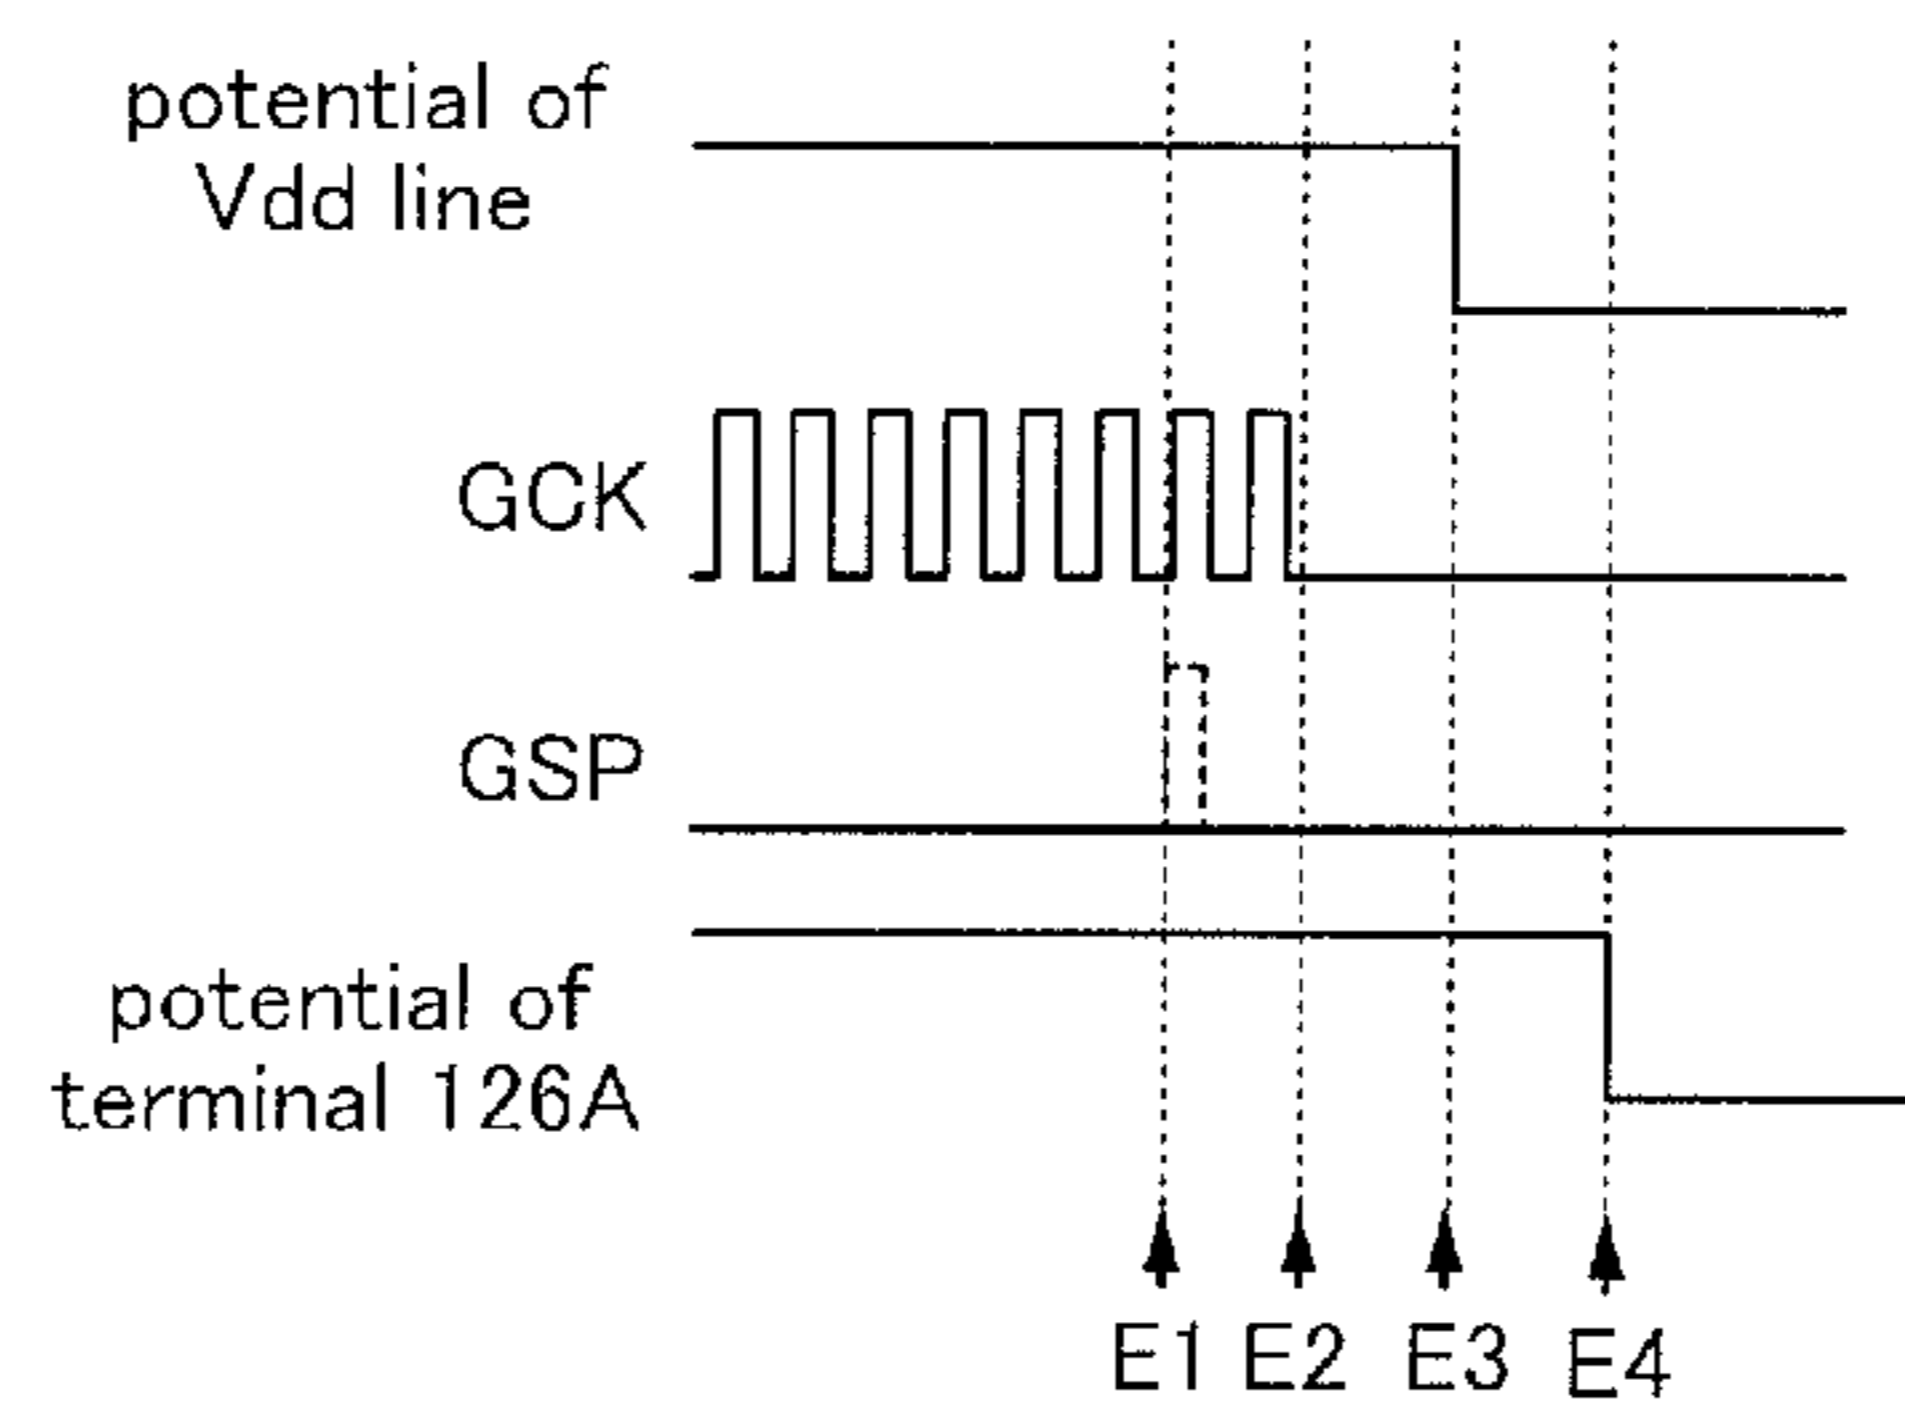 potential of
Vdd line
GCK
GSP
potential of
terminal 126A
E1 E2 E3 E4